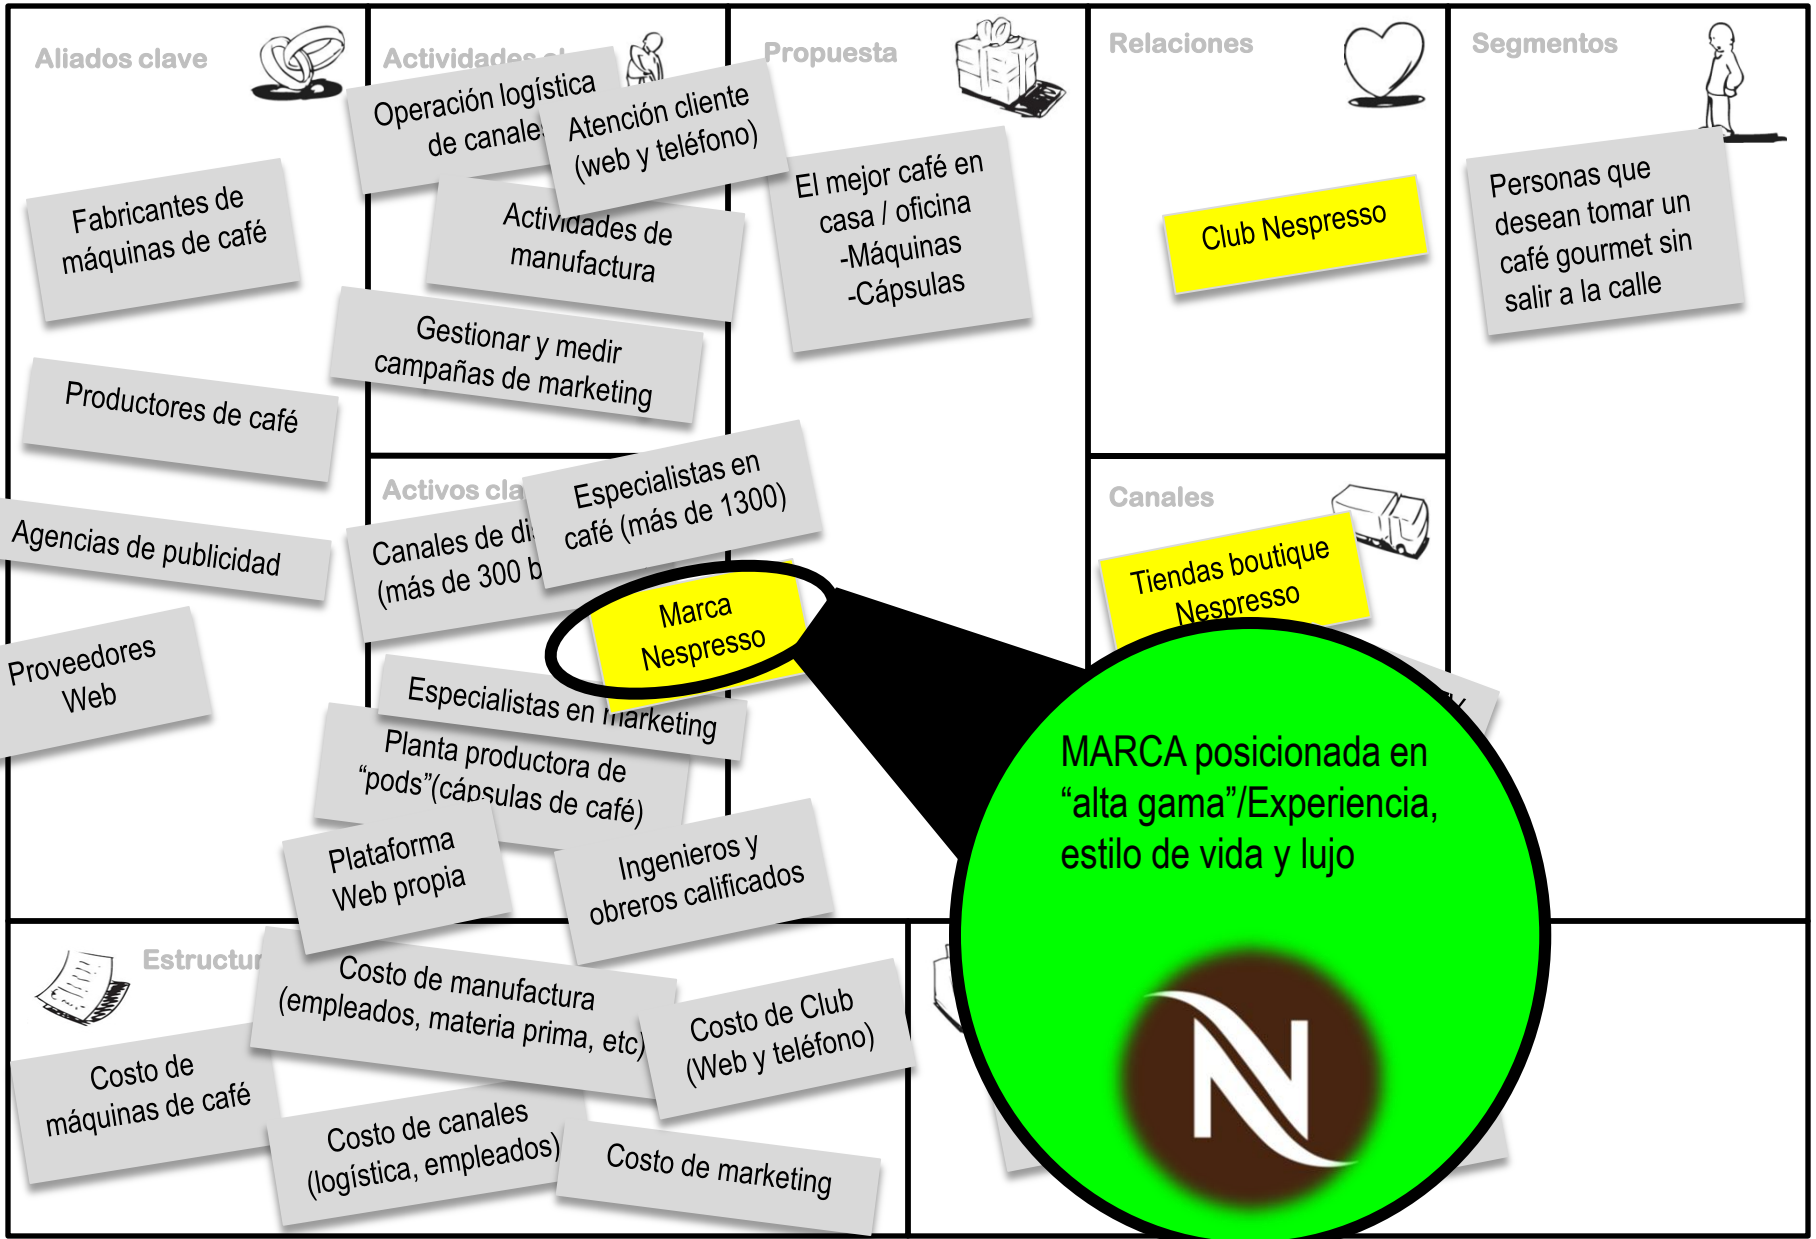 Aliados clave
Fabricantes de
máquinas de café
Productores de café
Agencias de publicidad
Proveedores
Web
Actividades
Operación logística
de canales
Atención cliente
(web y teléfono)
Actividades de
manufactura
Gestionar y medir
campañas de marketing
Activos
Especialistas en
café (más de 1300)
Canales de
(más de 300
Marca
Nespresso
Especialistas en marketing
Planta productora de
“pods”(cápsulas de café)
Plataforma
Web propia
Ingenieros y
obreros calificados
Propuesta
El mejor café en
casa / oficina
-Máquinas
-Cápsulas
Relaciones
Club Nespresso
Canales
Tiendas boutique
Nespresso
Segmentos
Personas que
desean tomar un
café gourmet sin
salir a la calle
MARCA posicionada en
“alta gama”/Experiencia,
estilo de vida y lujo
N
Costo de manufactura
(empleados, materia prima, etc)
Costo de Club
(Web y teléfono)
Costo de
máquinas de café
Costo de canales
(logística, empleados)
Costo de marketing